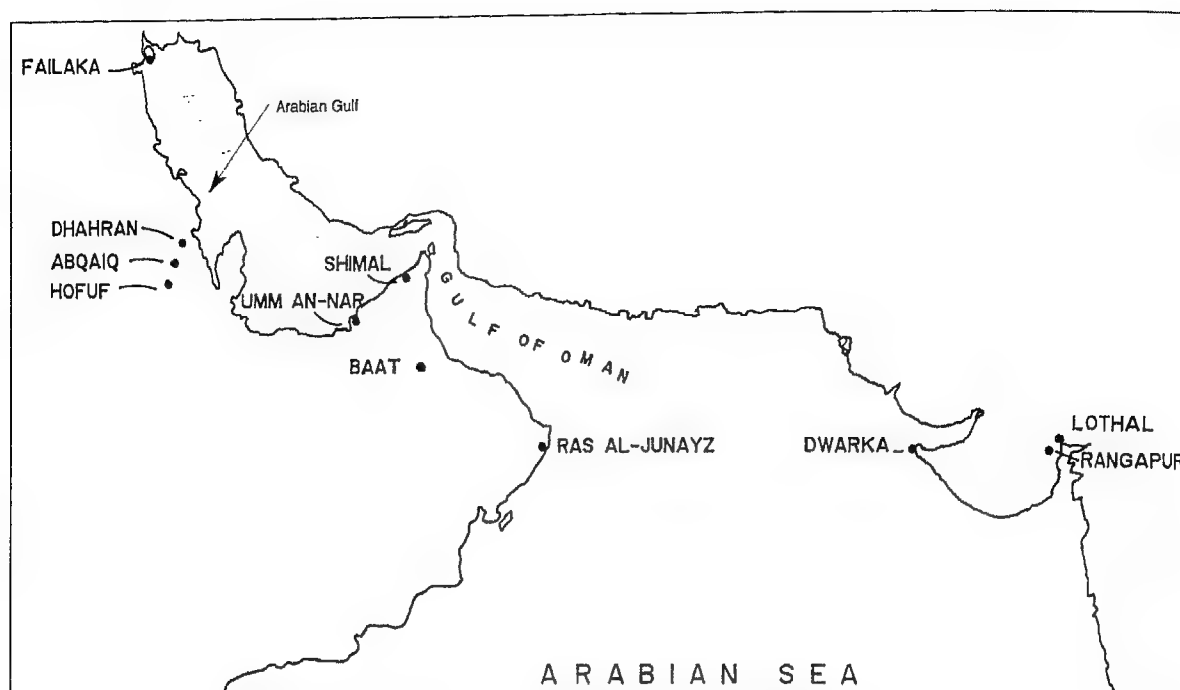 FAILAKA
Arabian Gulf
DHAHRAN
ABQAIQ
HOFUF
SHIMAL
UMM AN-NAR
GULF OF OMAN
BAAT
RAS AL-JUNAYZ
DWARKA
LOTHAL
RANGAPUR
ARABIAN SEA